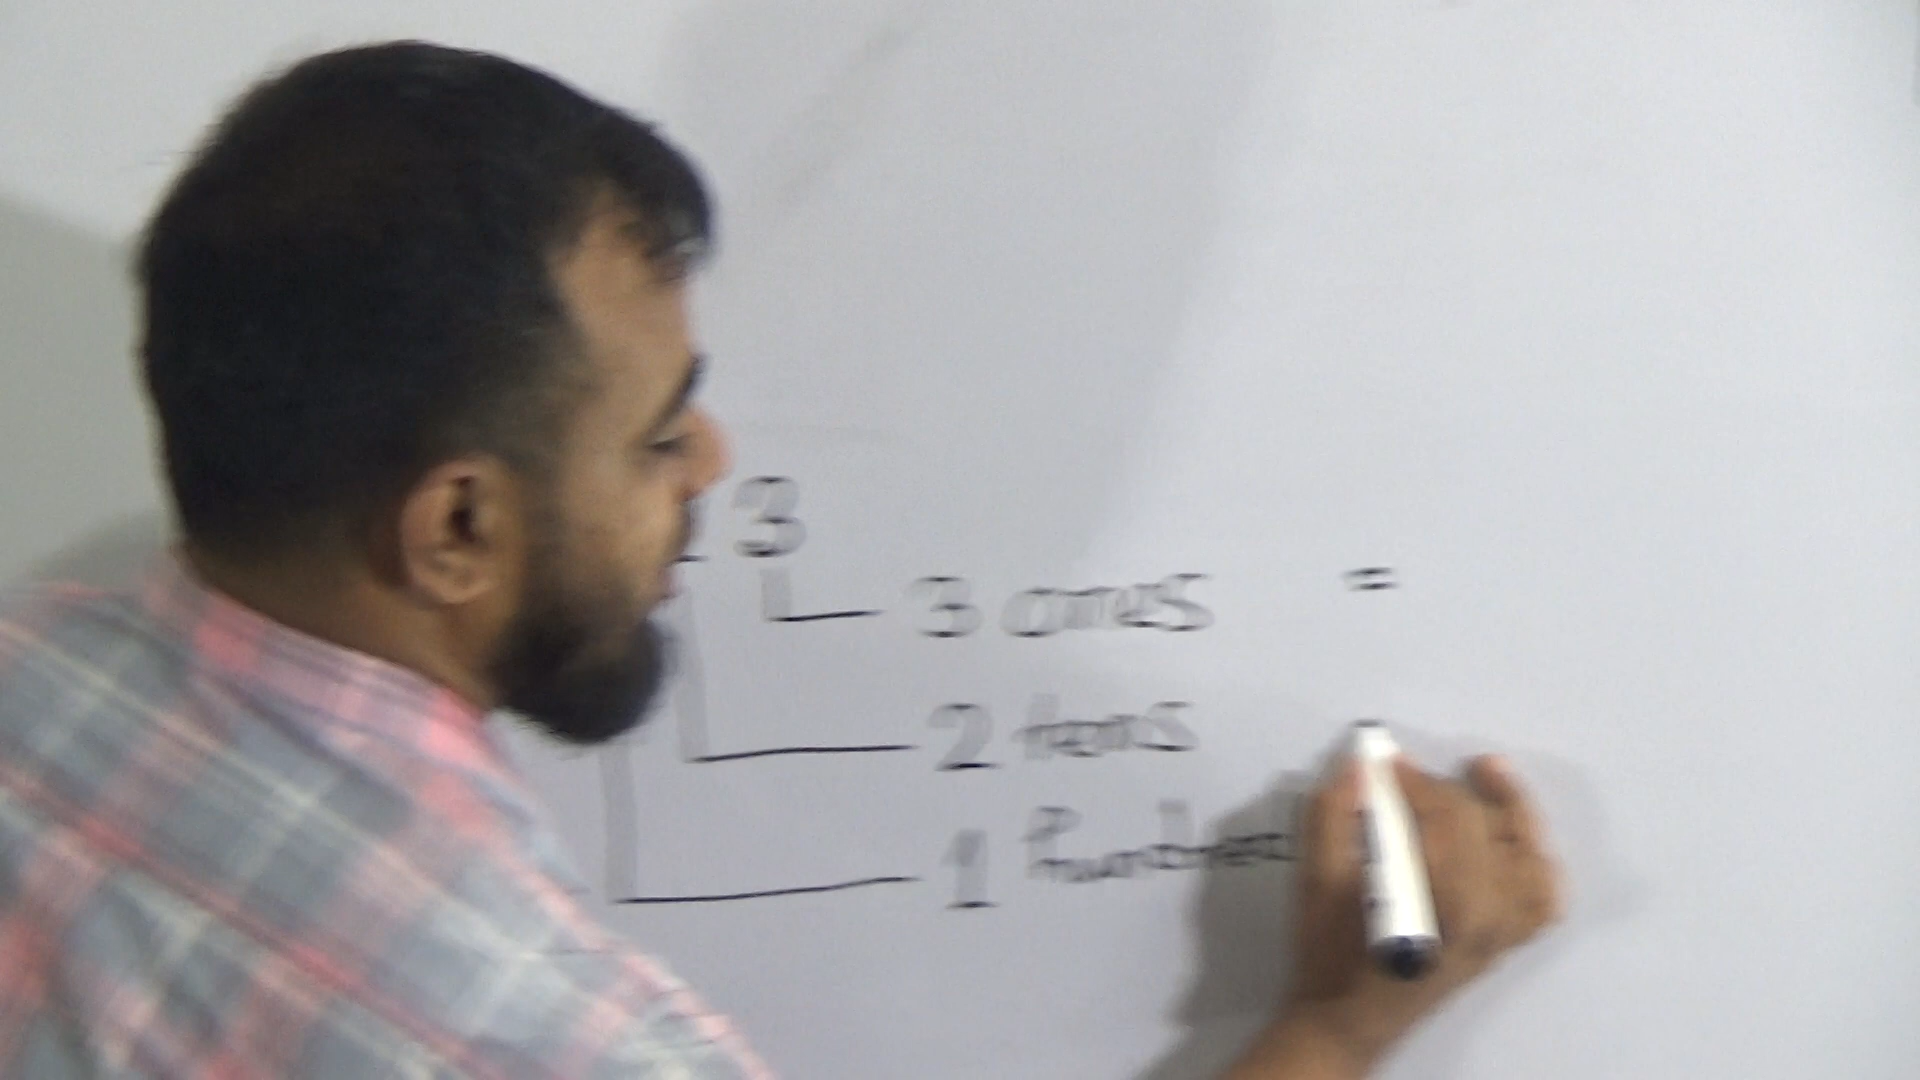 3
3 ones =
2 tens
1 hundred